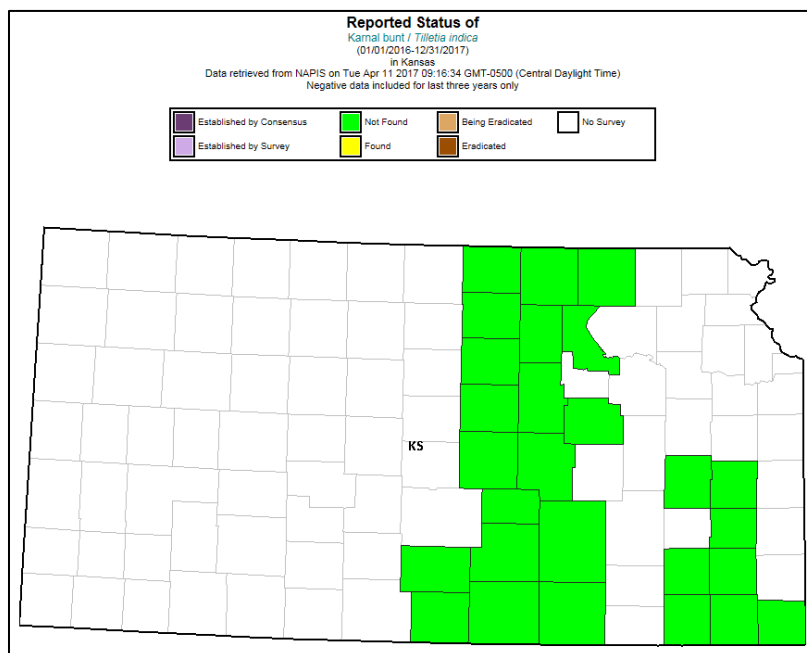 Reported Status of
Karnal bunt / Tilletia indica
(01/01/2016-12/31/2017)
in Kansas
Data retrieved from NAPIS on Tue Apr 11 2017 09:16:34 GMT-0500 (Central Daylight Time)
Negative data included for last three years only
Established by Consensus Not Found Being Eradicated No Survey
Established by Survey Found Eradicated
KS